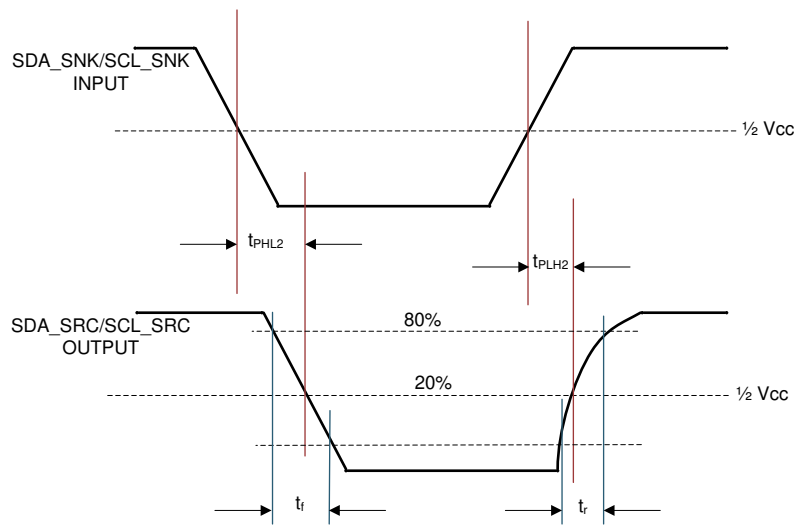 SDA_SNK/SCL_SNK
INPUT
½ Vcc
tPHL2
tPLH2
SDA_SRC/SCL_SRC
OUTPUT
80%
20%
½ Vcc
tf
tr